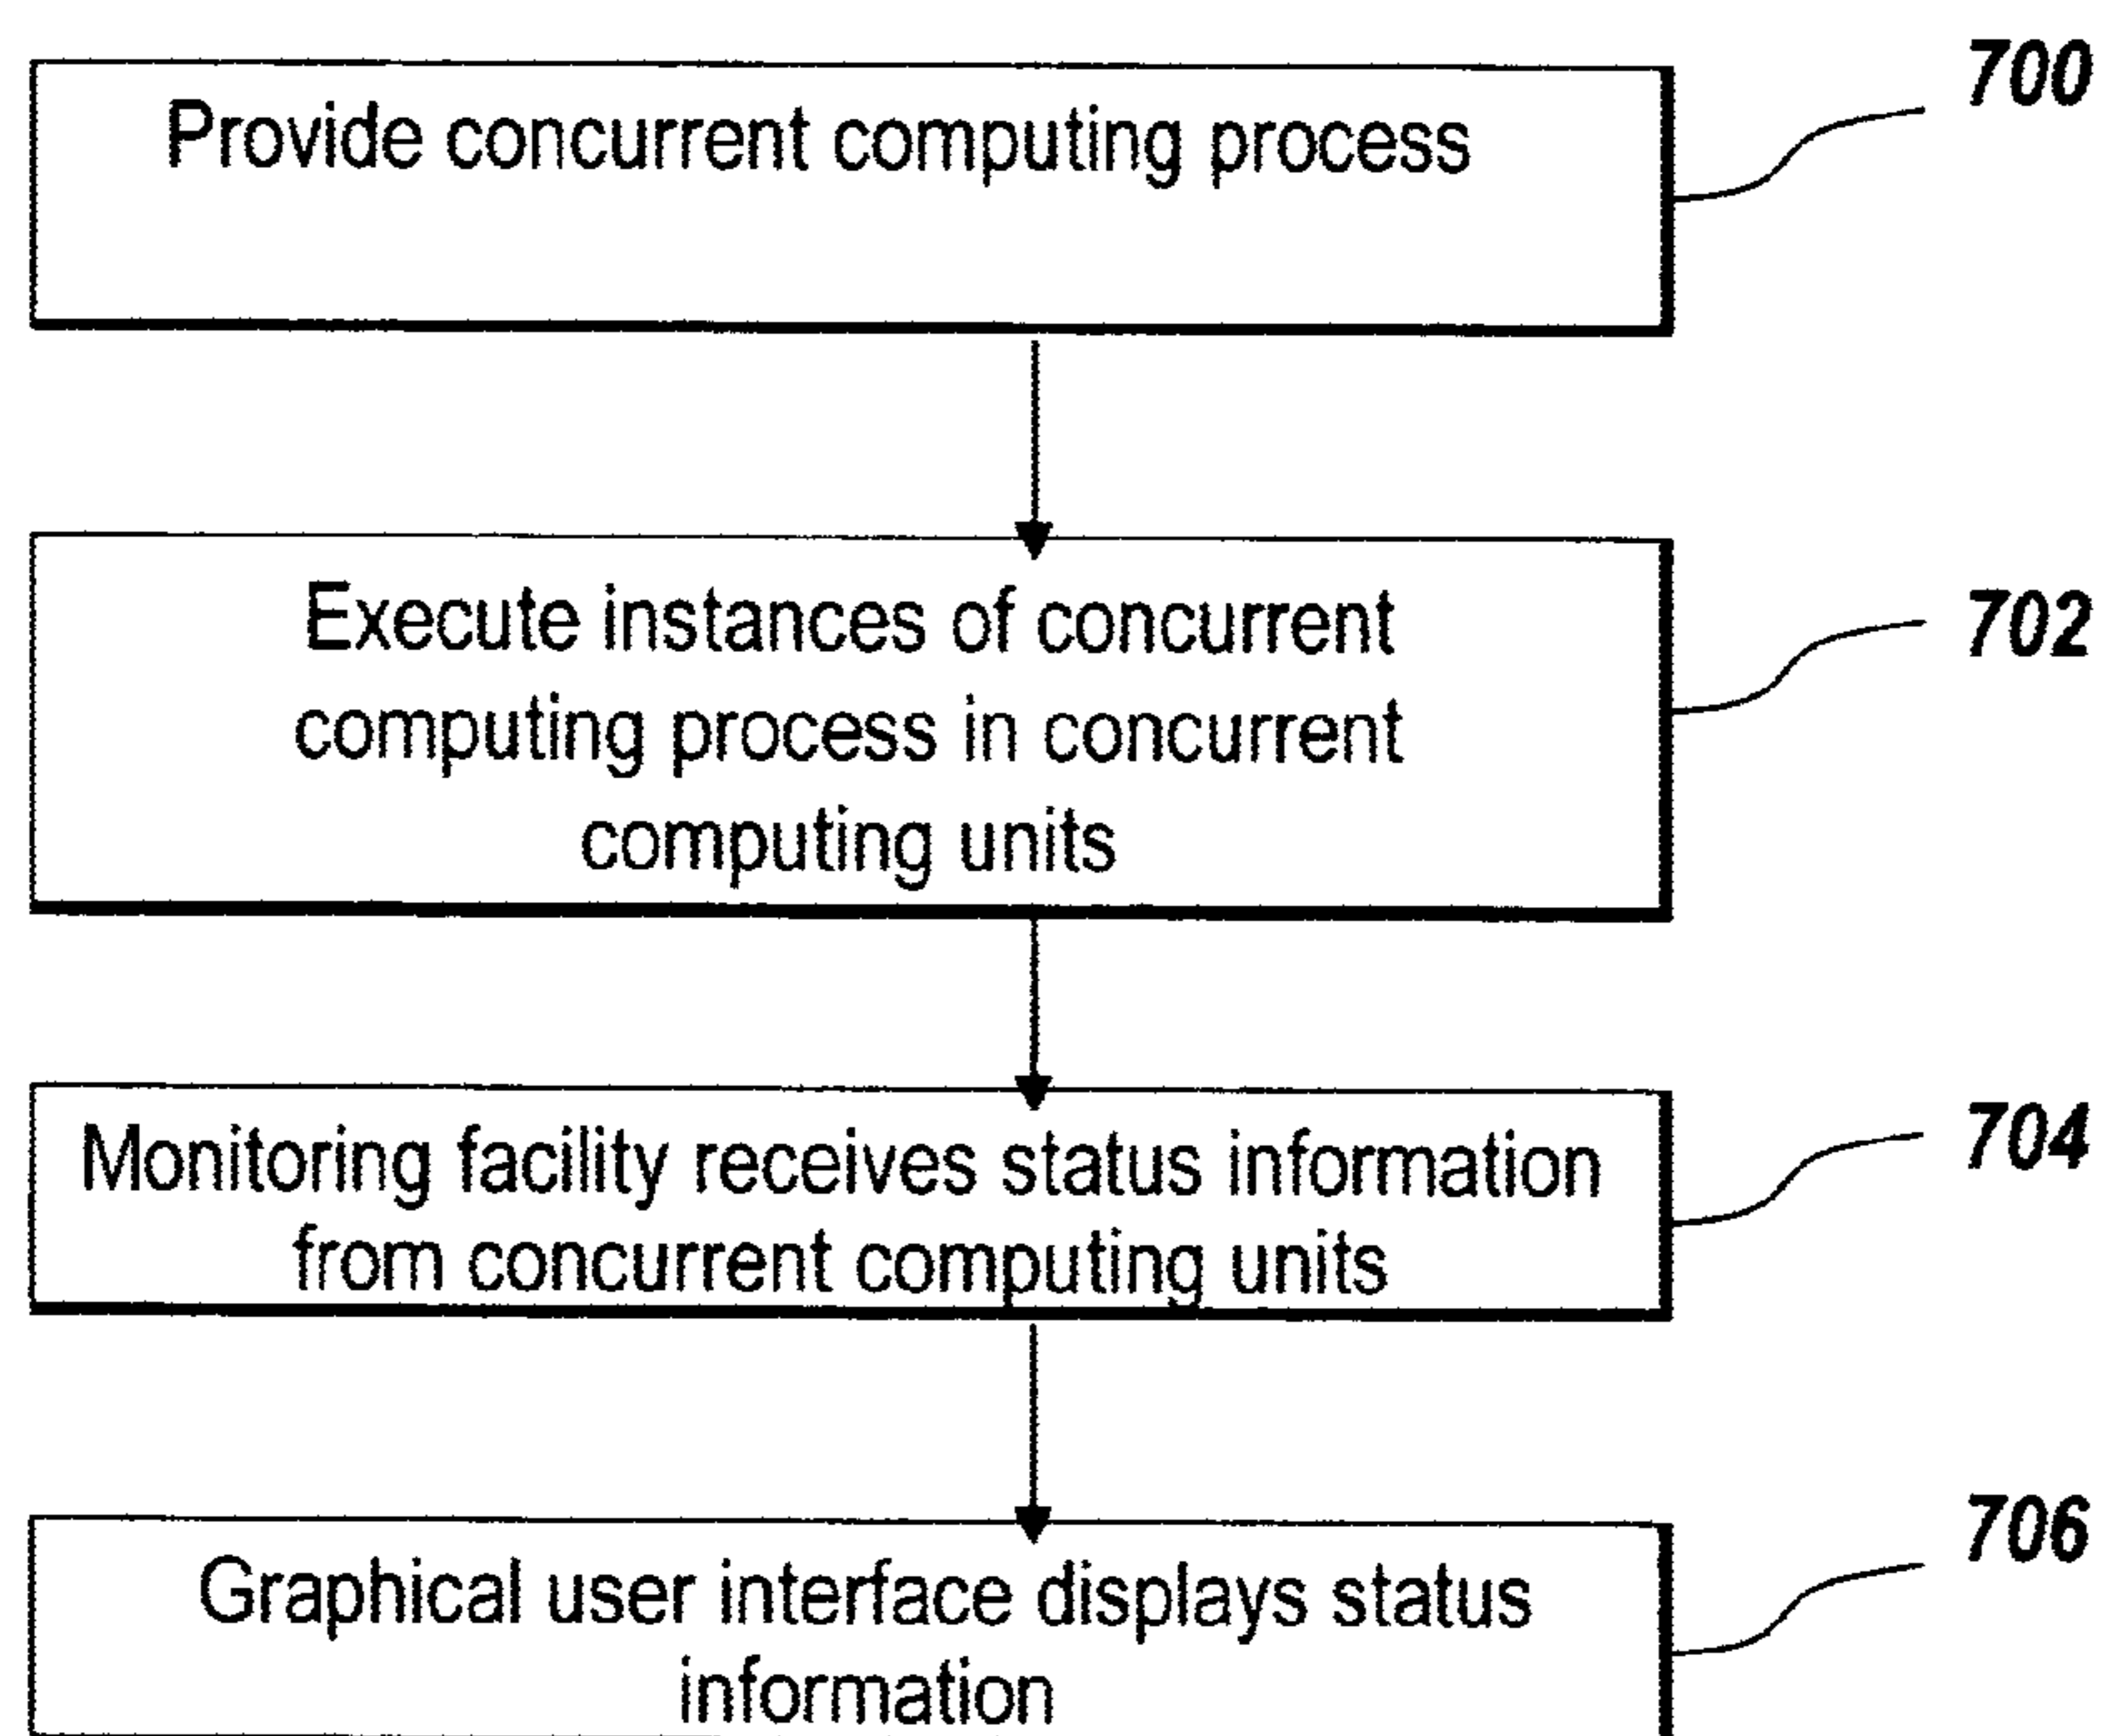 Provide concurrent computing process
700
Execute instances of concurrent
computing process in concurrent
computing units
702
Monitoring facility receives status information
from concurrent computing units
704
Graphical user interface displays status
information
706